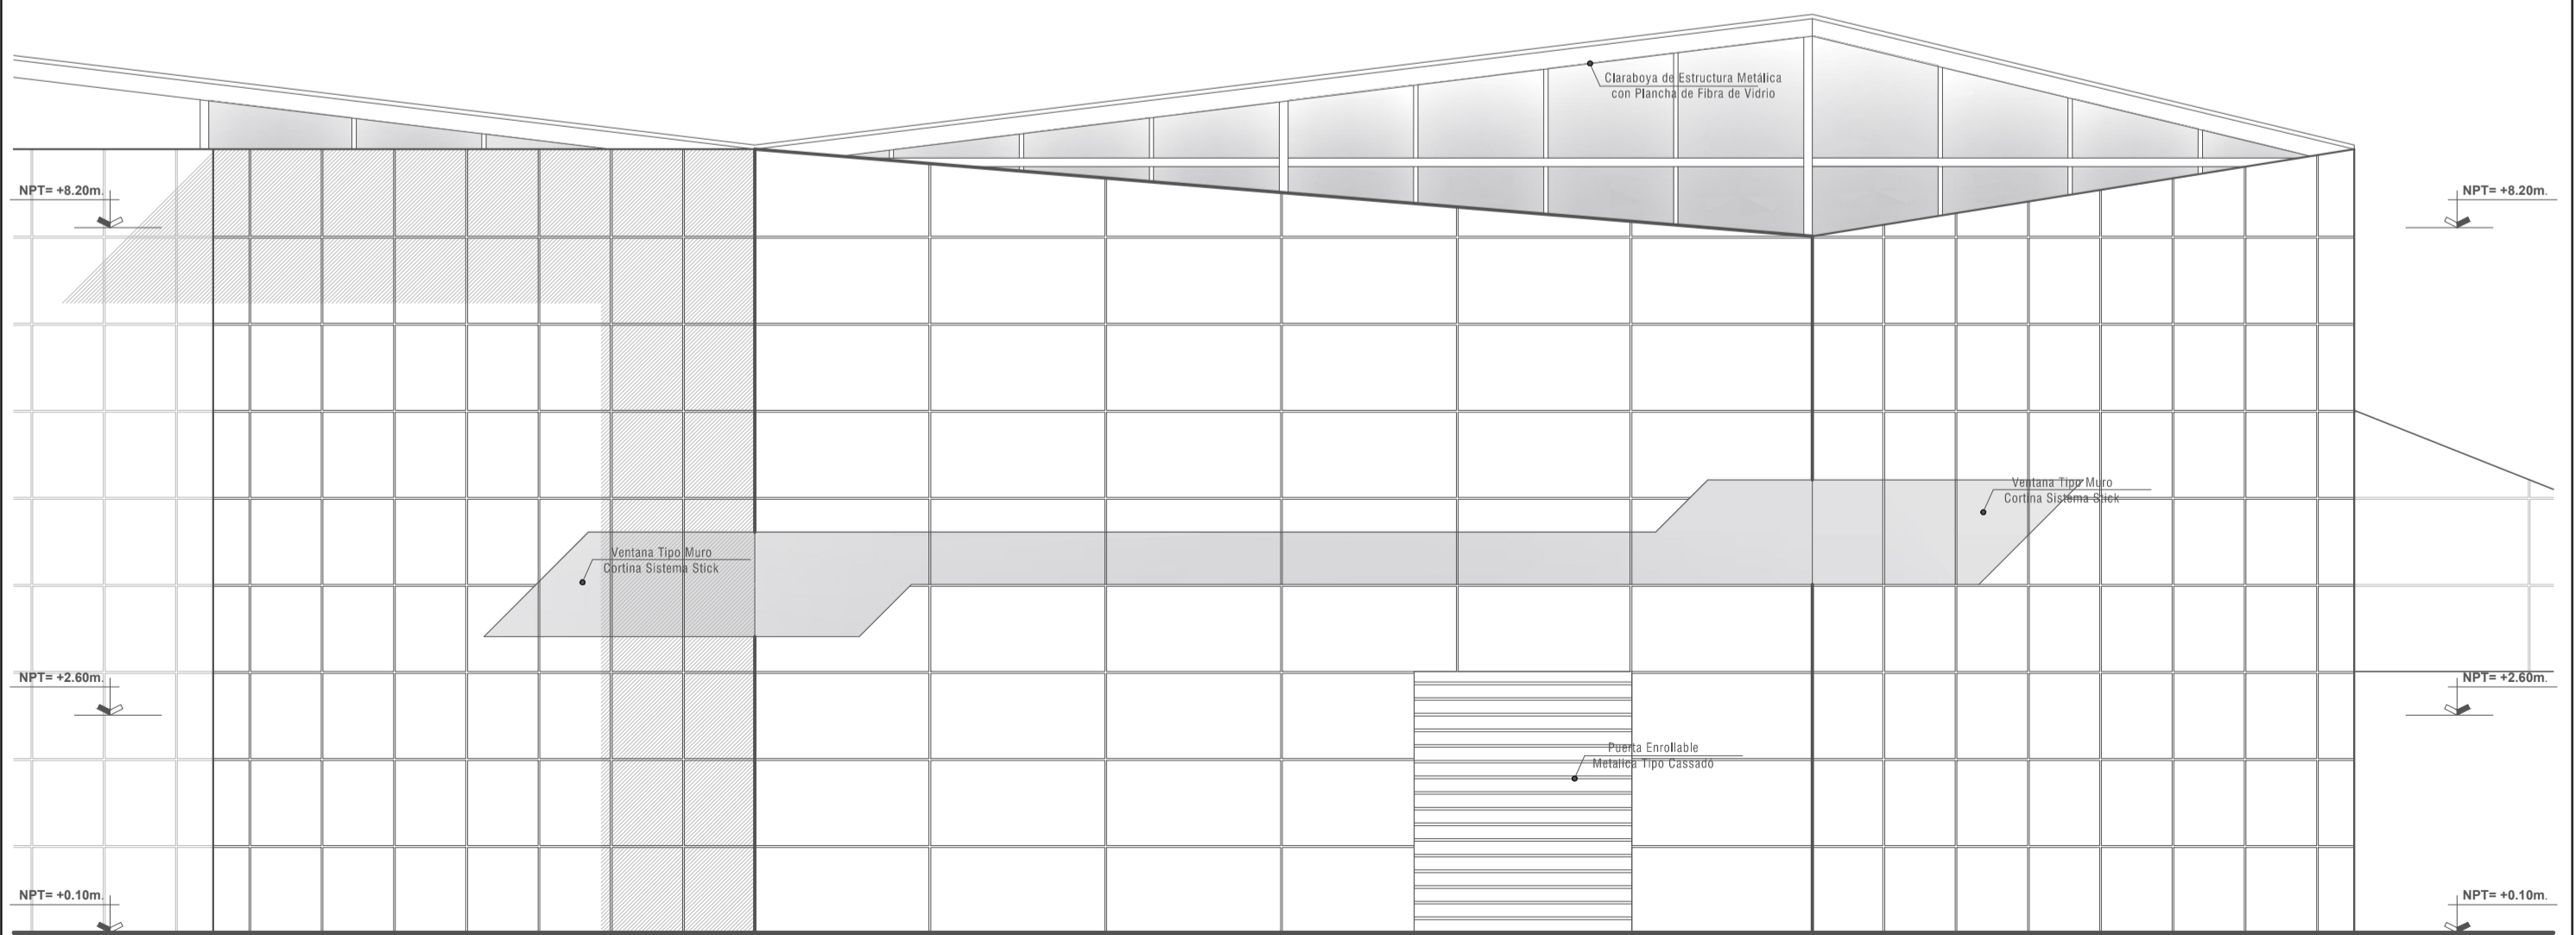 Claraboya de Estructura Metálica
con Plancha de Fibra de Vidrio
NPT= +8.20m.
NPT= +8.20m.
Ventana Tipo Muro
Cortina Sistema Stick
Ventana Tipo Muro
Cortina Sistema Stick
NPT= +2.60m.
NPT= +2.60m.
Puerta Enrollable
Metalica Tipo Cassadó
NPT= +0.10m.
NPT= +0.10m.